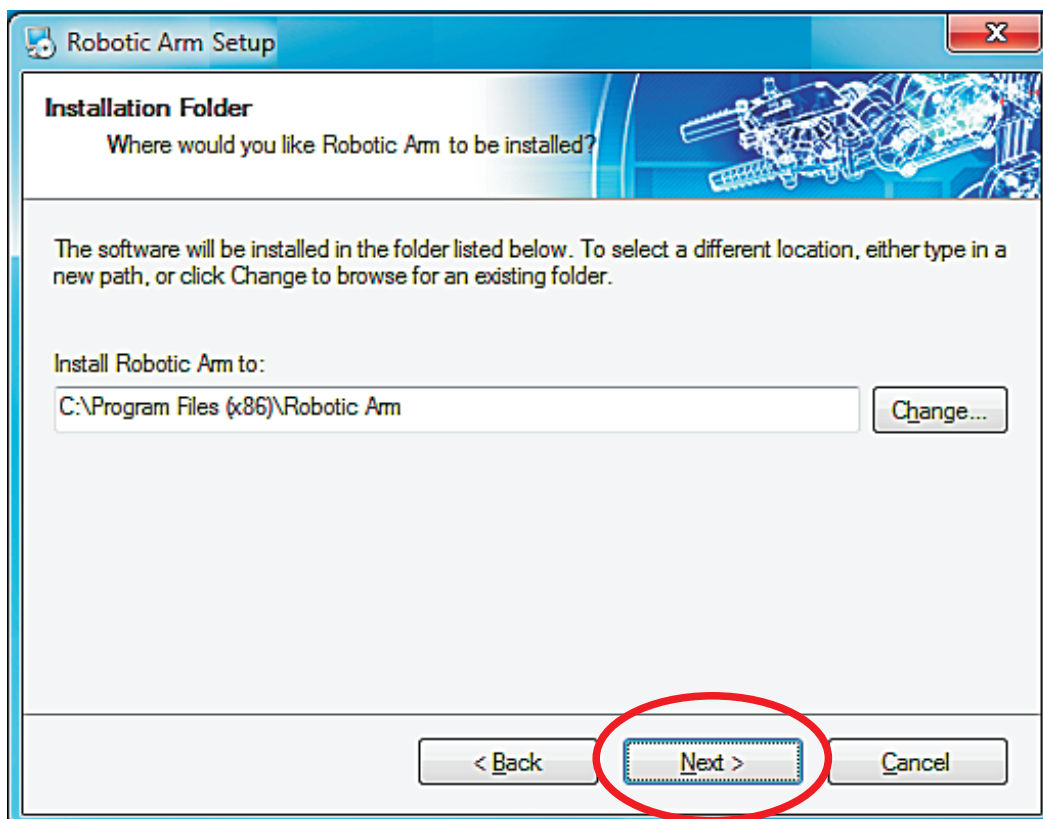 Robotic Arm Setup
Installation Folder
Where would you like Robotic Arm to be installed?
The software will be installed in the folder listed below. To select a different location, either type in a
new path, or click Change to browse for an existing folder.
Install Robotic Arm to:
C:\Program Files (x86)\Robotic Arm
Change...
< Back
Next >
Cancel